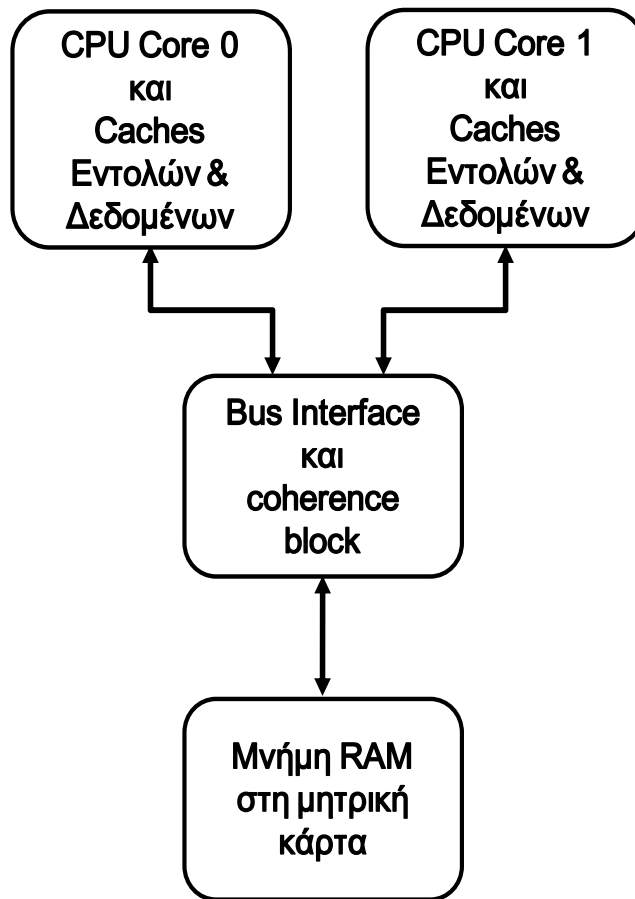 CPU Core 0
και
Caches
Εντολών &
Δεδομένων
CPU Core 1
και
Caches
Εντολών &
Δεδομένων
Bus Interface
και
coherence
block
Μνήμη RAM
στη μητρική
κάρτα